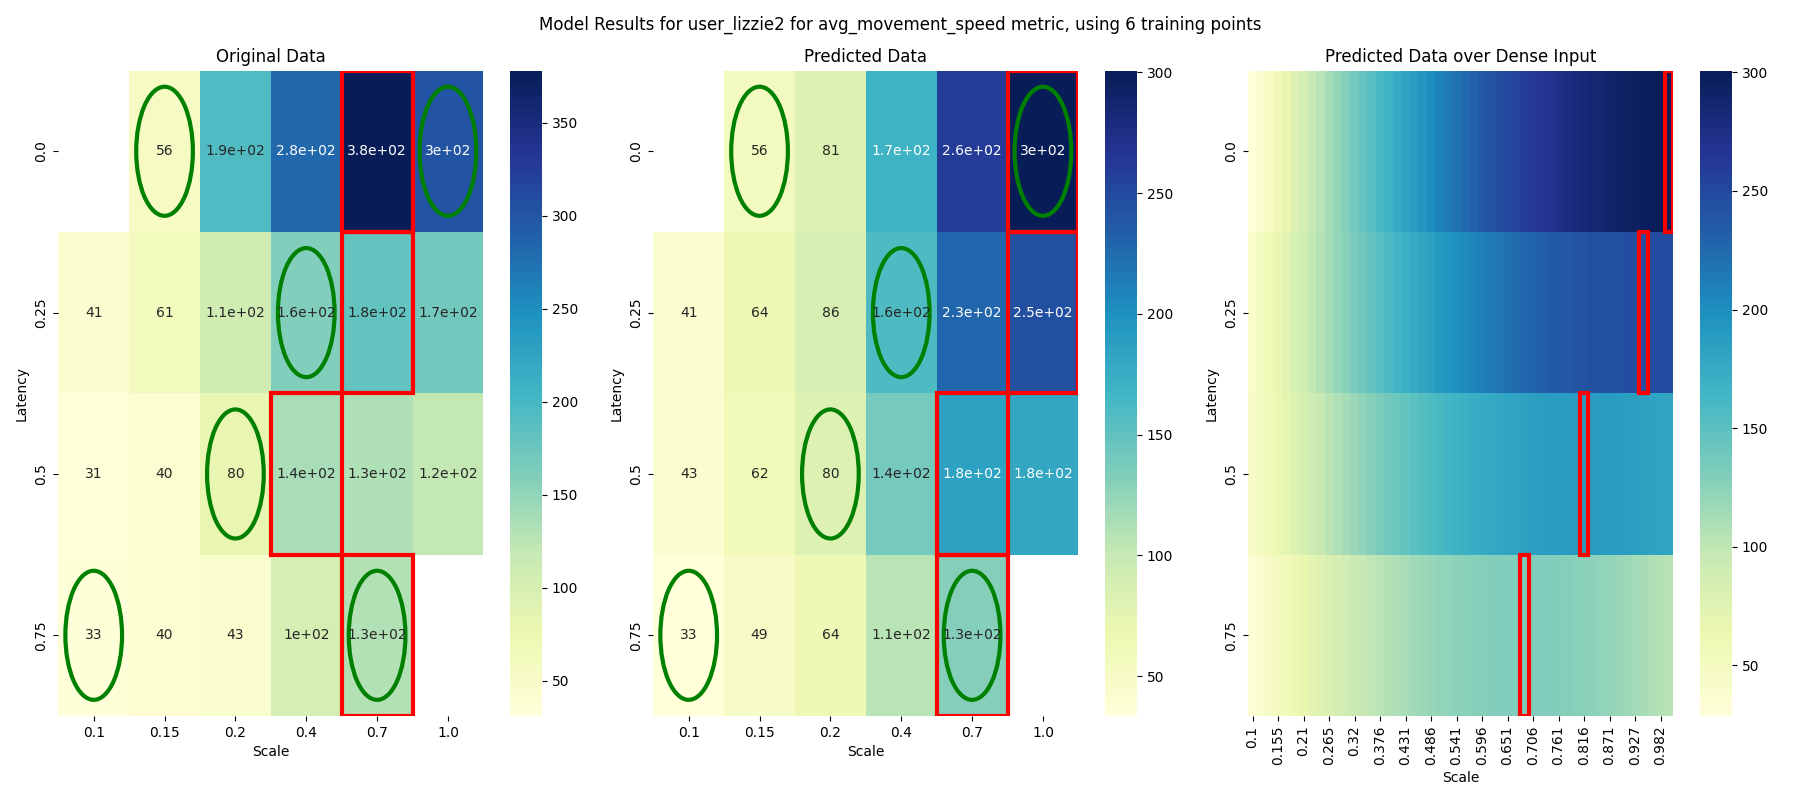 Model Results for user_lizzie2 for avg_movement_speed metric, using 6 training points
Original Data
Latency
0.0
56
1.9e+02
2.8e+02
3.8e+02
3e+02
0.25
41
61
1.1e+02
1.6e+02
1.8e+02
1.7e+02
0.5
31
40
80
1.4e+02
1.3e+02
1.2e+02
0.75
33
40
43
1e+02
1.3e+02
0.1
0.15
0.2
0.4
0.7
1.0
Scale
350
300
250
200
150
100
50
Predicted Data
Latency
0.0
56
81
1.7e+02
2.6e+02
3e+02
0.25
41
64
86
1.6e+02
2.3e+02
2.5e+02
0.5
43
62
80
1.4e+02
1.8e+02
1.8e+02
0.75
33
49
64
1.1e+02
1.3e+02
0.1
0.15
0.2
0.4
0.7
1.0
Scale
300
250
200
150
100
50
Predicted Data over Dense Input
Latency
0.0
0.25
0.5
0.75
0.1
0.155
0.21
0.265
0.32
0.376
0.431
0.486
0.541
0.596
0.651
0.706
0.761
0.816
0.871
0.927
0.982
Scale
300
250
200
150
100
50